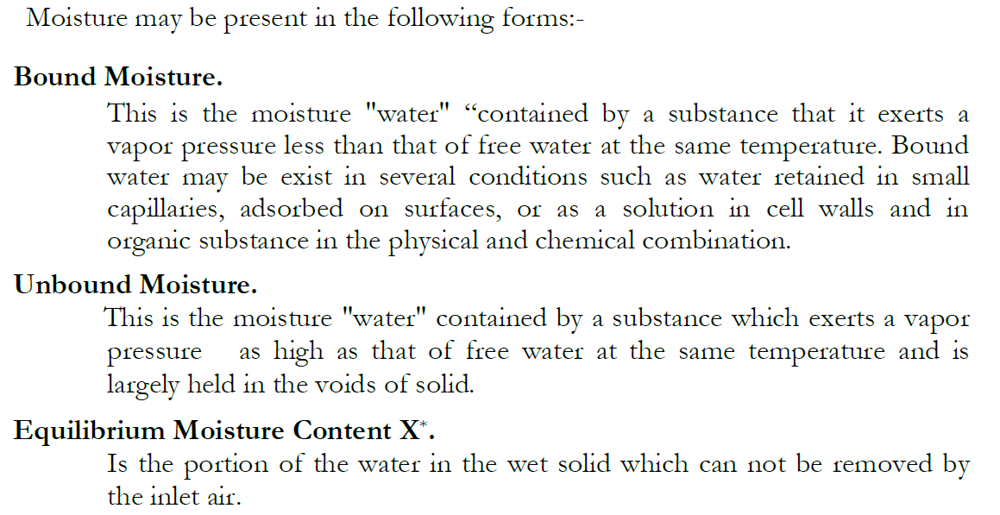 Moisture may be present in the following forms:-
Bound Moisture.
This is the moisture "water" “contained by a substance that it exerts a
vapor pressure less than that of free water at the same temperature. Bound
water may be exist in several conditions such as water retained in small
capillaries, adsorbed on surfaces, or as a solution in cell walls and in
organic substance in the physical and chemical combination.
Unbound Moisture.
This is the moisture "water" contained by a substance which exerts a vapor
pressure as high as that of free water at the same temperature and is
largely held in the voids of solid.
Equilibrium Moisture Content X*.
Is the portion of the water in the wet solid which can not be removed by
the inlet air.